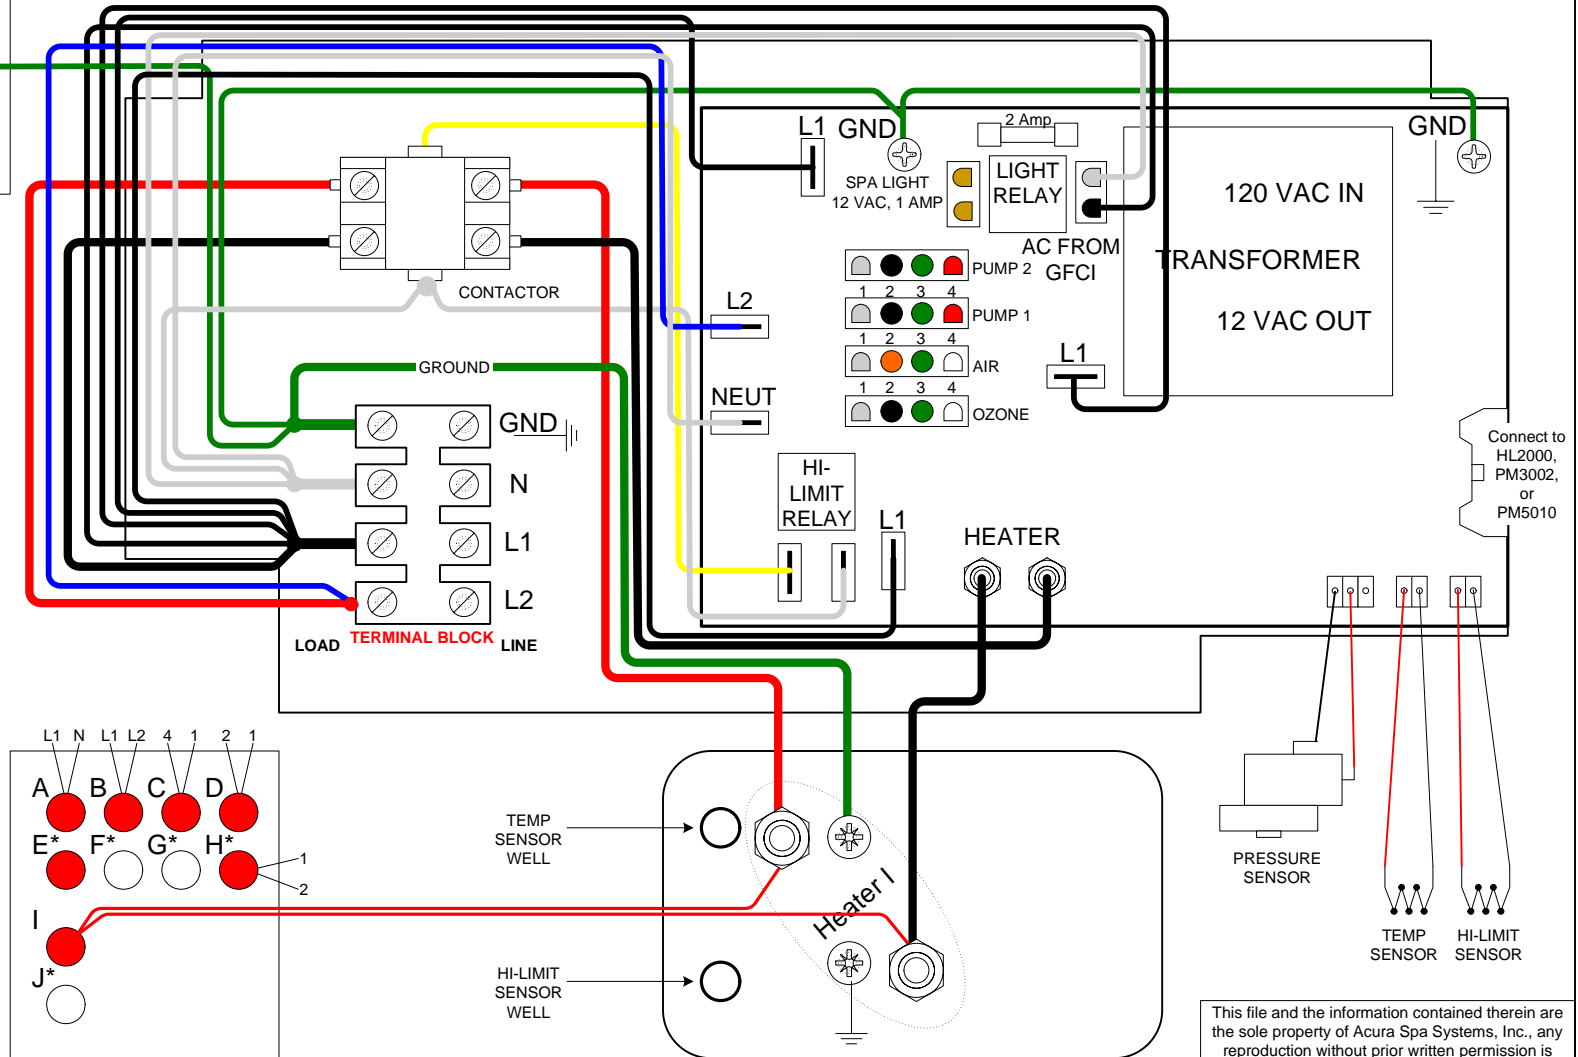 2 Amp
L1
GND
GND
SPA LIGHT
12 VAC, 1 AMP
LIGHT
RELAY
120 VAC IN
AC FROM
GFCI
TRANSFORMER
12 VAC OUT
PUMP 2
1 2 3 4
PUMP 1
1 2 3 4
AIR
1 2 3 4
OZONE
CONTACTOR
L2
L1
GROUND
NEUT
GND
N
L1
L2
HI-
LIMIT
RELAY
L1
HEATER
Connect to
HL2000,
PM3002,
or
PM5010
LOAD
TERMINAL BLOCK
LINE
L1 N L1 L2 4 1 2 1
A B C D
E* F* G* H*
1
2
I
J*
TEMP
SENSOR
WELL
Heater I
HI-LIMIT
SENSOR
WELL
PRESSURE
SENSOR
TEMP
SENSOR
HI-LIMIT
SENSOR
This file and the information contained therein are
the sole property of Acura Spa Systems, Inc., any
reproduction without prior written permission is